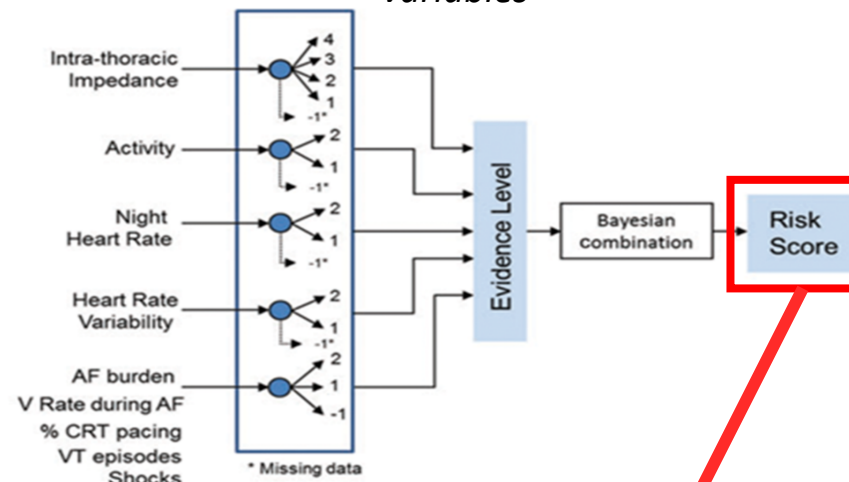 variables
Intra-thoracic
Impedance
4
3
2
1
-1*
Activity
2
1
-1*
Night
Heart Rate
2
1
-1*
Heart Rate
Variability
2
1
-1*
AF burden
V Rate during AF
% CRT pacing
VT episodes
Shocks
2
1
-1
* Missing data
Evidence Level
Bayesian
combination
Risk
Score